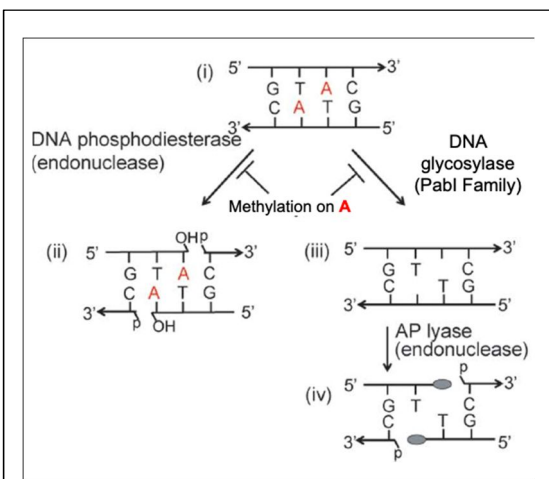 (i) 5' 3'
G T A C
C A T G
3' 5'
DNA phosphodiesterase
(endonuclease)
DNA
glycosylase
(PabI Family)
Methylation on A
(ii) 5' OH p 3'
G T A C
C A T G
3' p OH 5'
(iii) 5' 3'
G T C
C T G
3' 5'
AP lyase
(endonuclease)
(iv) 5' p 3'
G T C
C T G
3' p 5'